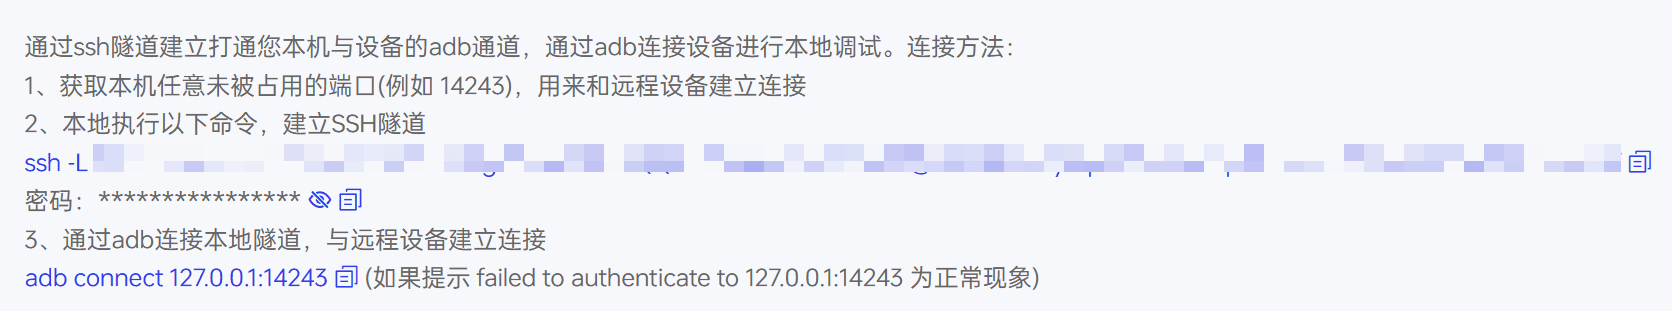 通过ssh隧道建立打通您本机与设备的adb通道，通过adb连接设备进行本地调试。连接方法：
1、获取本机任意未被占用的端口(例如 14243)，用来和远程设备建立连接
2、本地执行以下命令，建立SSH隧道
ssh -L
密码：****************
3、通过adb连接本地隧道，与远程设备建立连接
adb connect 127.0.0.1:14243 (如果提示 failed to authenticate to 127.0.0.1:14243 为正常现象)